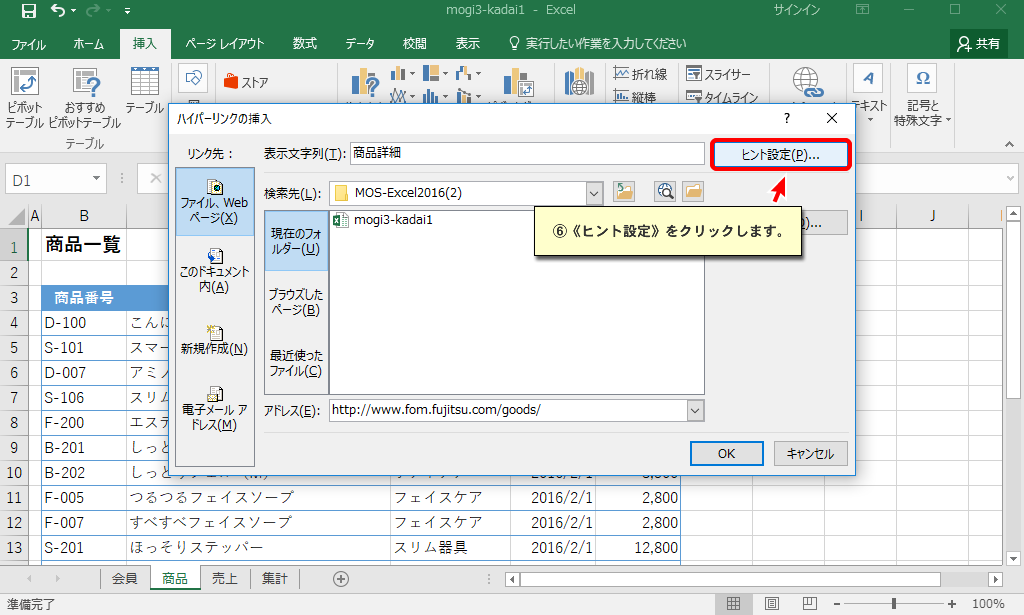 mogi3-kadai1 - Excel
サインイン
ファイル ホーム 挿入 ページ レイアウト 数式 データ 校閲 表示 実行したい作業を入力してください 共有
ピボット
テーブル
おすすめ
ピボットテーブル
テーブル
テーブル
ストア
折れ線
縦棒
スライサー
タイムライン
テキスト
記号と
特殊文字
D1
ハイパーリンクの挿入
リンク先：
表示文字列(T): 商品詳細
ヒント設定(P)...
ファイル、Web
ページ(X)
このドキュメント
内(A)
新規作成(N)
電子メール ア
ドレス(M)
検索先(L): MOS-Excel2016(2)
現在のフォ
ルダー(U)
ブラウズした
ページ(B)
最近使った
ファイル(C)
mogi3-kadai1
⑥《ヒント設定》をクリックします。
アドレス(E): http://www.fom.fujitsu.com/goods/
OK キャンセル
A B I J
1 商品一覧
2
3 商品番号
4 D-100 こんに
5 S-101 スマー
6 D-007 アミノ
7 S-106 スリム
8 F-200 エステ
9 B-201 しっと
10 B-202
11 F-005 つるつるフェイスソープ フェイスケア 2016/2/1 2,800
12 F-007 すべすべフェイスソープ フェイスケア 2016/2/1 2,800
13 S-201 ほっそりステッパー スリム器具 2016/2/1 12,800
会員 商品 売上 集計
準備完了
100%